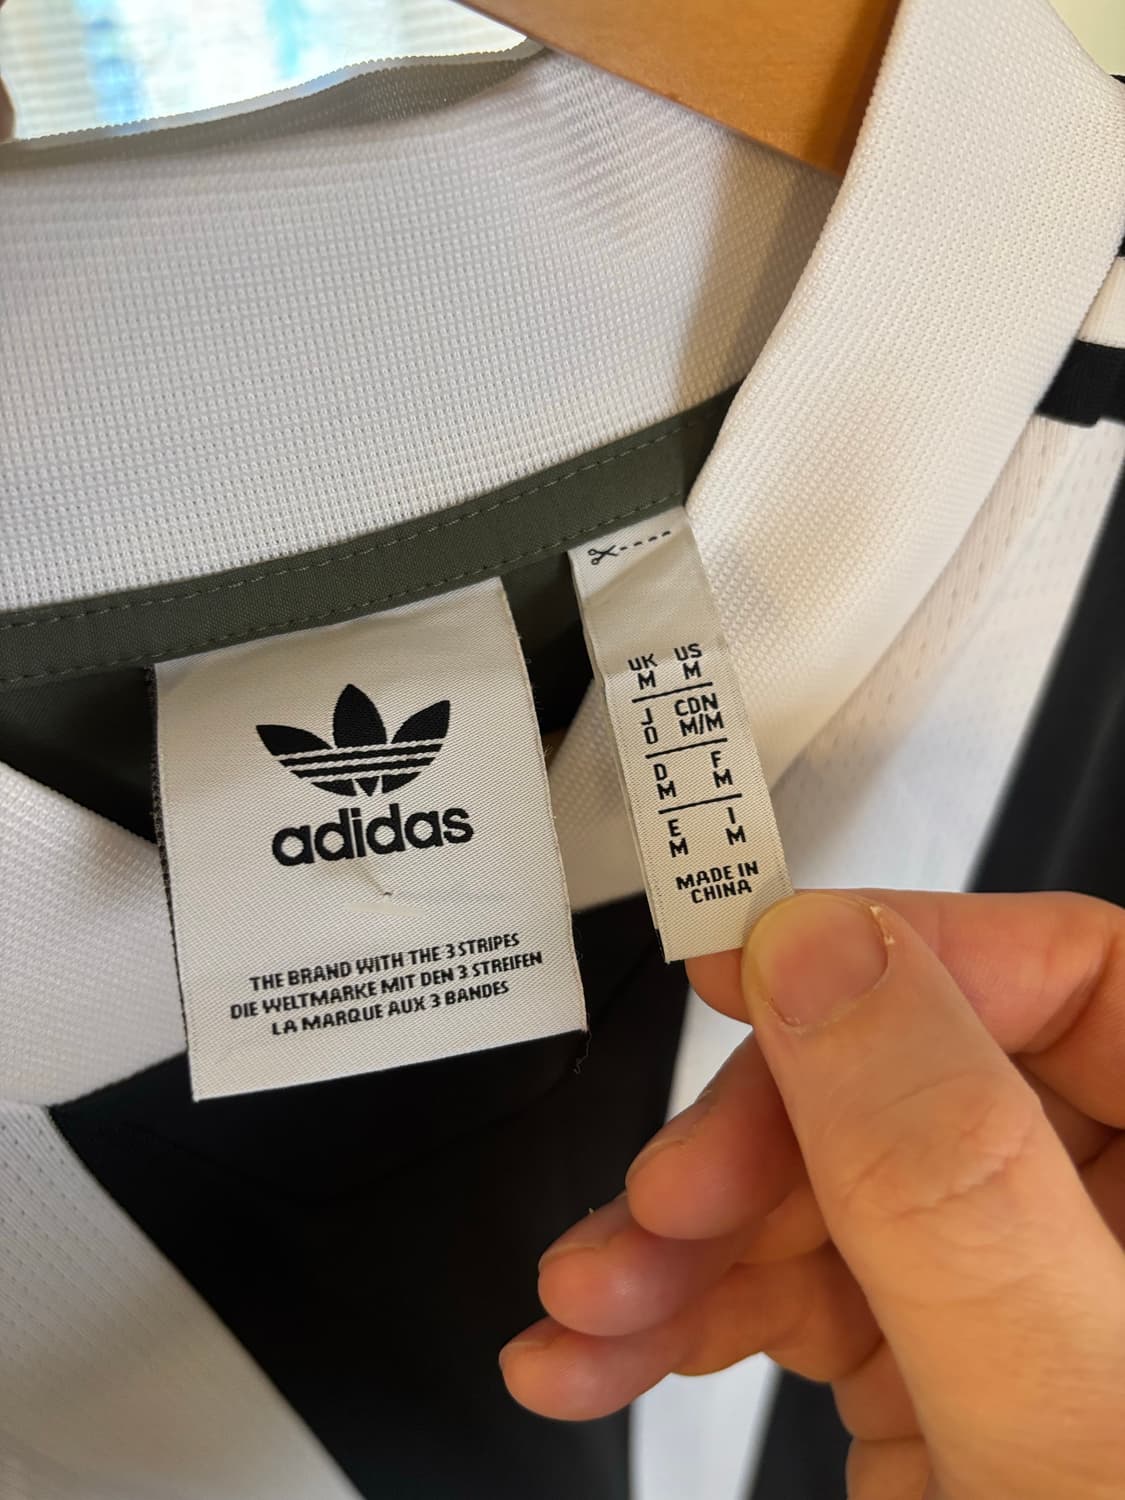 adidas
THE BRAND WITH THE 3 STRIPES
DIE WELTMARKE MIT DEN 3 STREIFEN
LA MARQUE AUX 3 BANDES
UK US
M M
J CDN
O M/M
D F
M M
E I
M M
MADE IN
CHINA